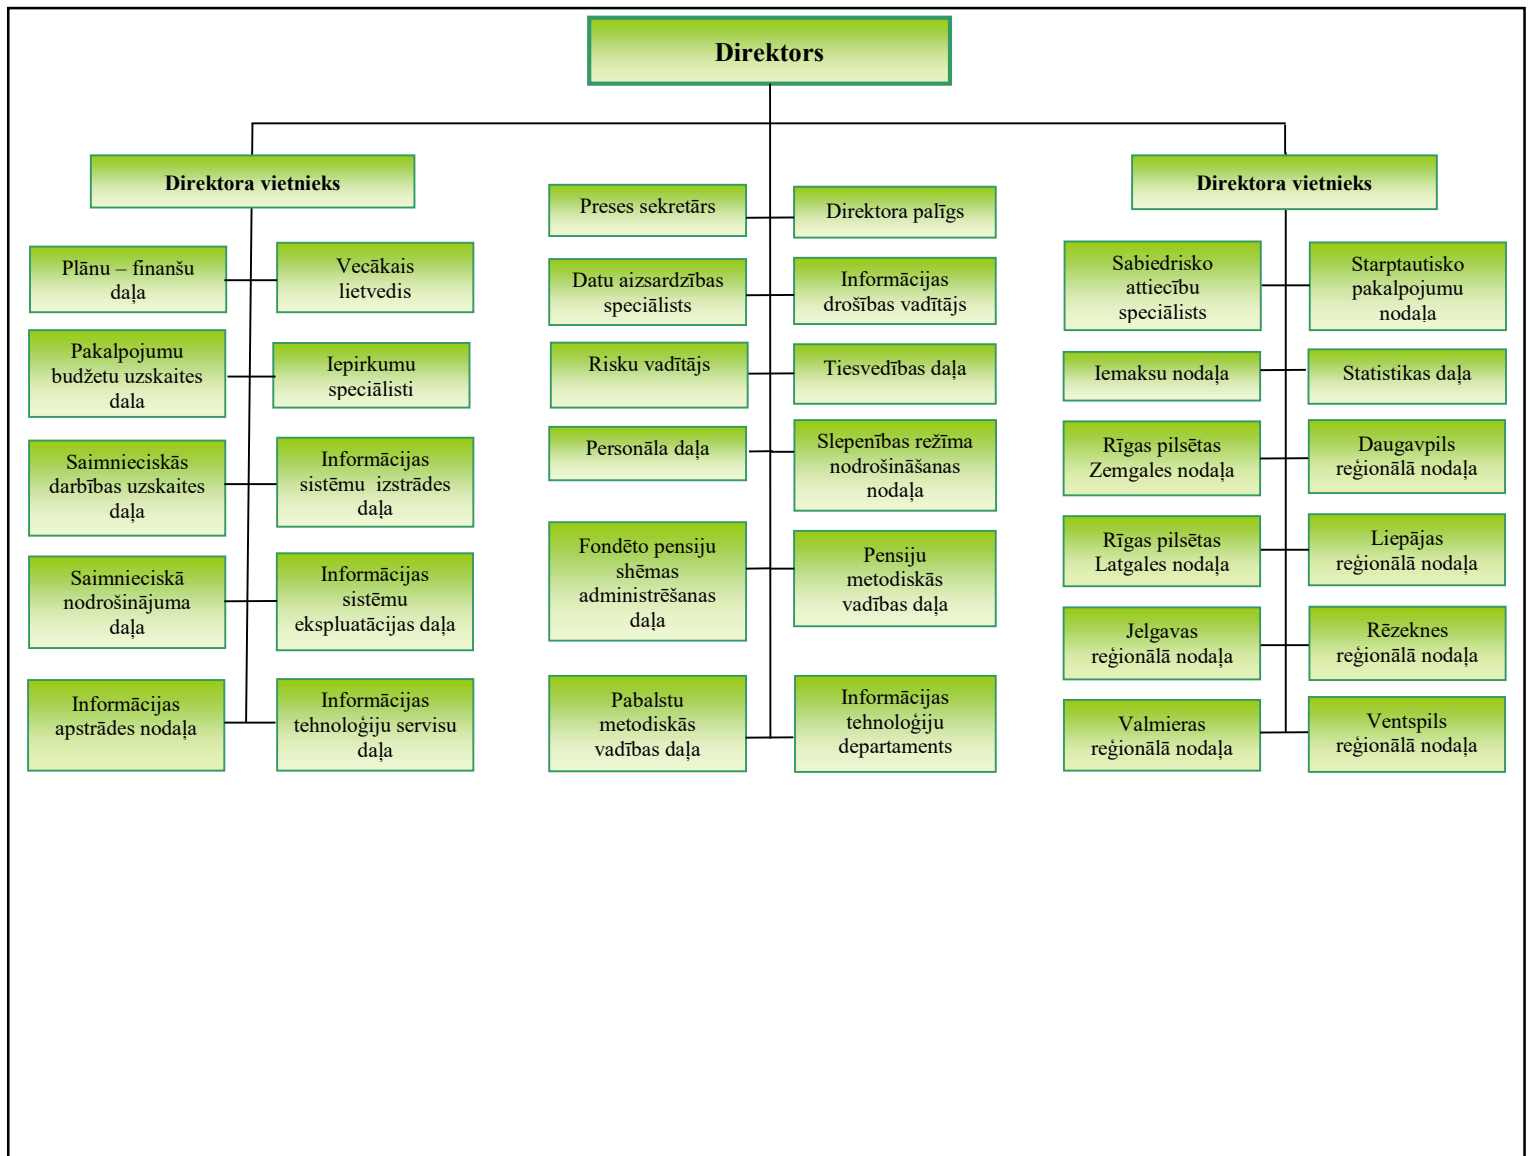 Direktors
Direktora vietnieks
Plānu – finanšu
daļa
Vecākais
lietvedis
Pakalpojumu
budžetu uzskaites
dala
Iepirkumu
speciālisti
Saimnieciskās
darbības uzskaites
daļa
Informācijas
sistēmu izstrādes
daļa
Saimnieciskā
nodrošinājuma
daļa
Informācijas
sistēmu
ekspluatācijas daļa
Informācijas
apstrādes nodaļa
Informācijas
tehnoloģiju servisu
daļa
Preses sekretārs
Direktora palīgs
Datu aizsardzības
speciālists
Informācijas
drošības vadītājs
Risku vadītājs
Tiesvedības daļa
Personāla daļa
Slepenības režīma
nodrošināšanas
nodaļa
Fondēto pensiju
shēmas
administrēšanas
daļa
Pensiju
metodiskās
vadības daļa
Pabalstu
metodiskās
vadības daļa
Informācijas
tehnoloģiju
departaments
Direktora vietnieks
Sabiedrisko
attiecību
speciālists
Starptautisko
pakalpojumu
nodaļa
Iemaksu nodaļa
Statistikas daļa
Rīgas pilsētas
Zemgales nodaļa
Daugavpils
reģionālā nodaļa
Rīgas pilsētas
Latgales nodaļa
Liepājas
reģionālā nodaļa
Jelgavas
reģionālā nodaļa
Rēzeknes
reģionālā nodaļa
Valmieras
reģionālā nodaļa
Ventspils
reģionālā nodaļa